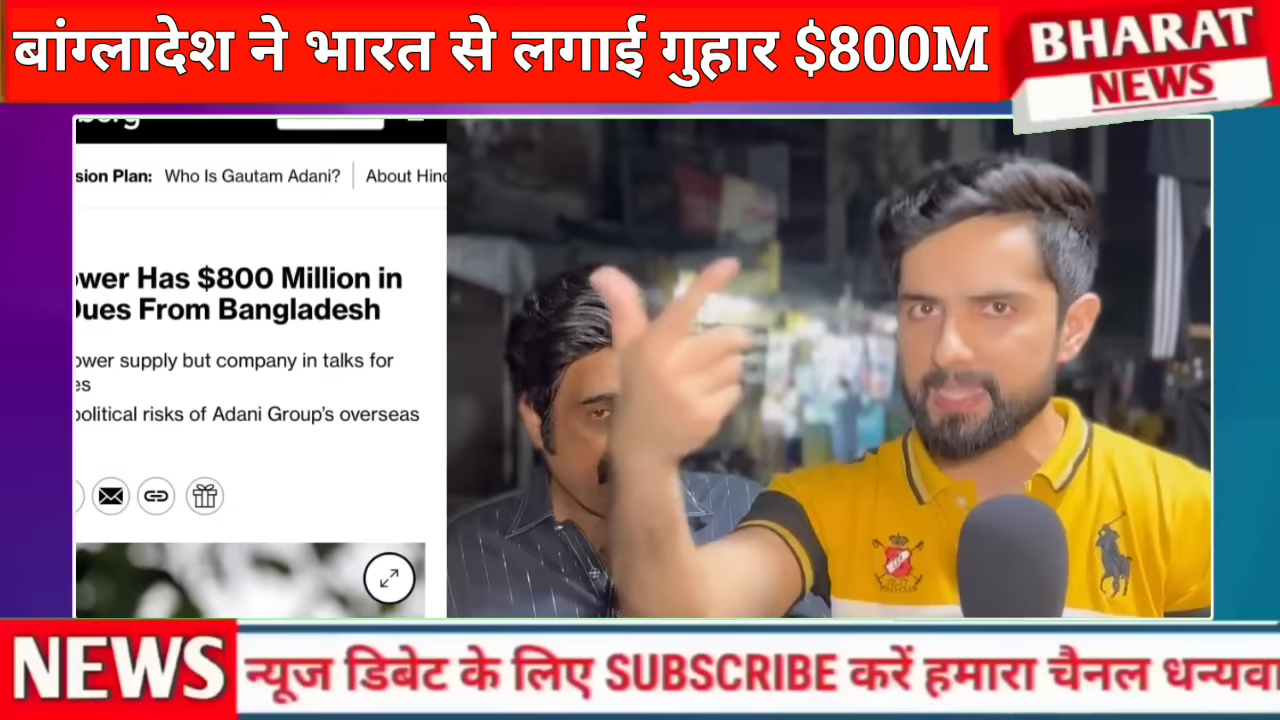 बांग्लादेश ने भारत से लगाई गुहार $800M
BHARAT
NEWS
sion Plan: Who Is Gautam Adani? About Hind
ower Has $800 Million in
Dues From Bangladesh
ower supply but company in talks for
es
political risks of Adani Group's overseas
NEWS
न्यूज डिबेट के लिए SUBSCRIBE करें हमारा चैनल धन्यवा